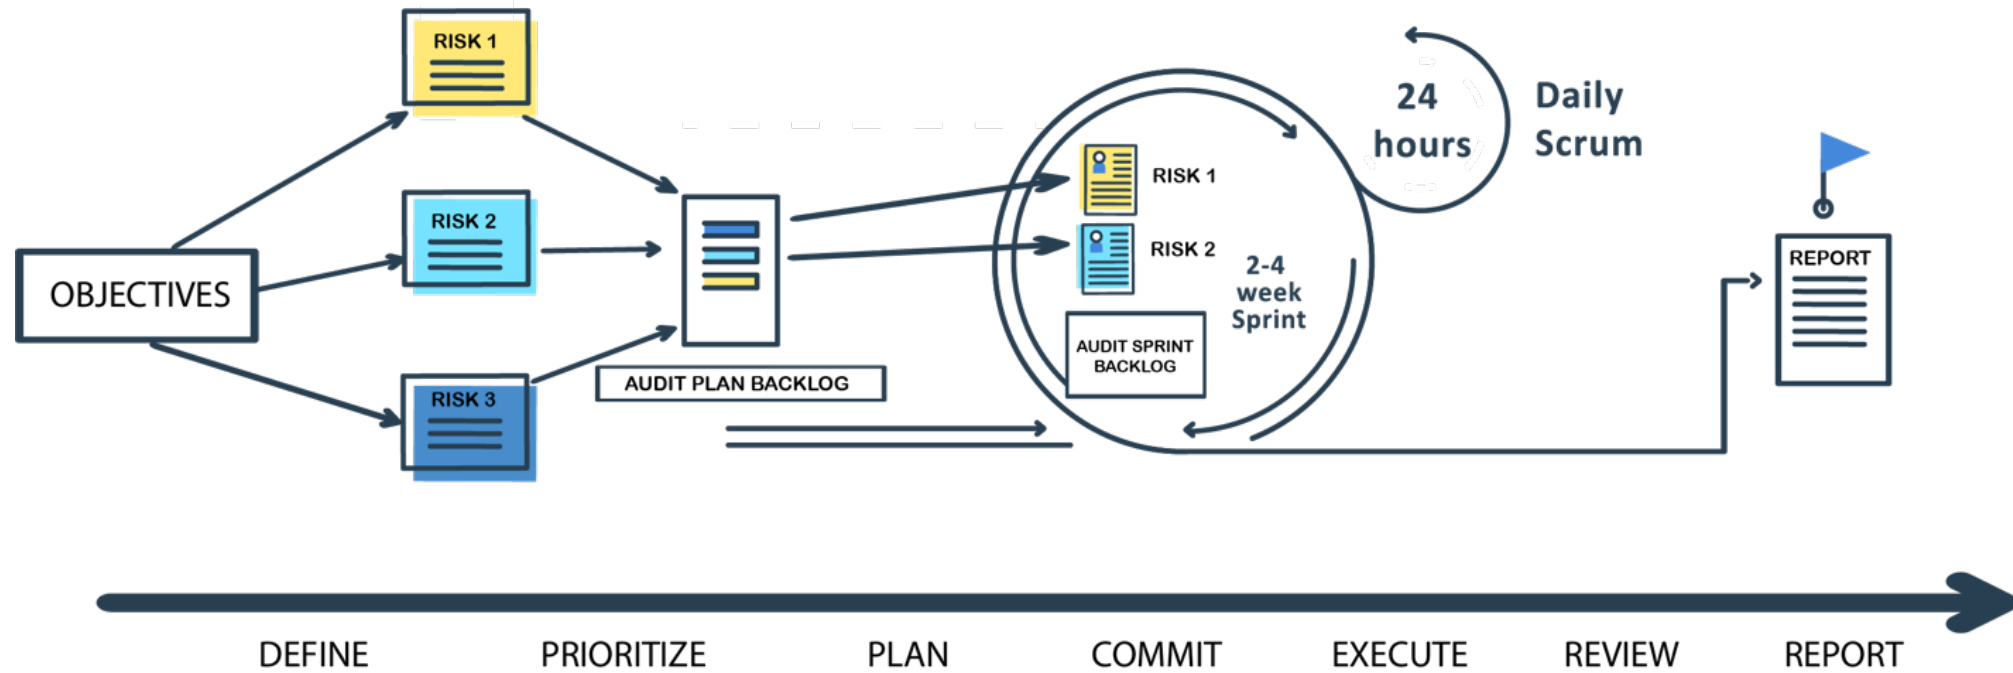 RISK 1
RISK 2
RISK 3
OBJECTIVES
AUDIT PLAN BACKLOG
RISK 1
RISK 2
AUDIT SPRINT
BACKLOG
2-4
week
Sprint
24
hours
Daily
Scrum
REPORT
DEFINE
PRIORITIZE
PLAN
COMMIT
EXECUTE
REVIEW
REPORT